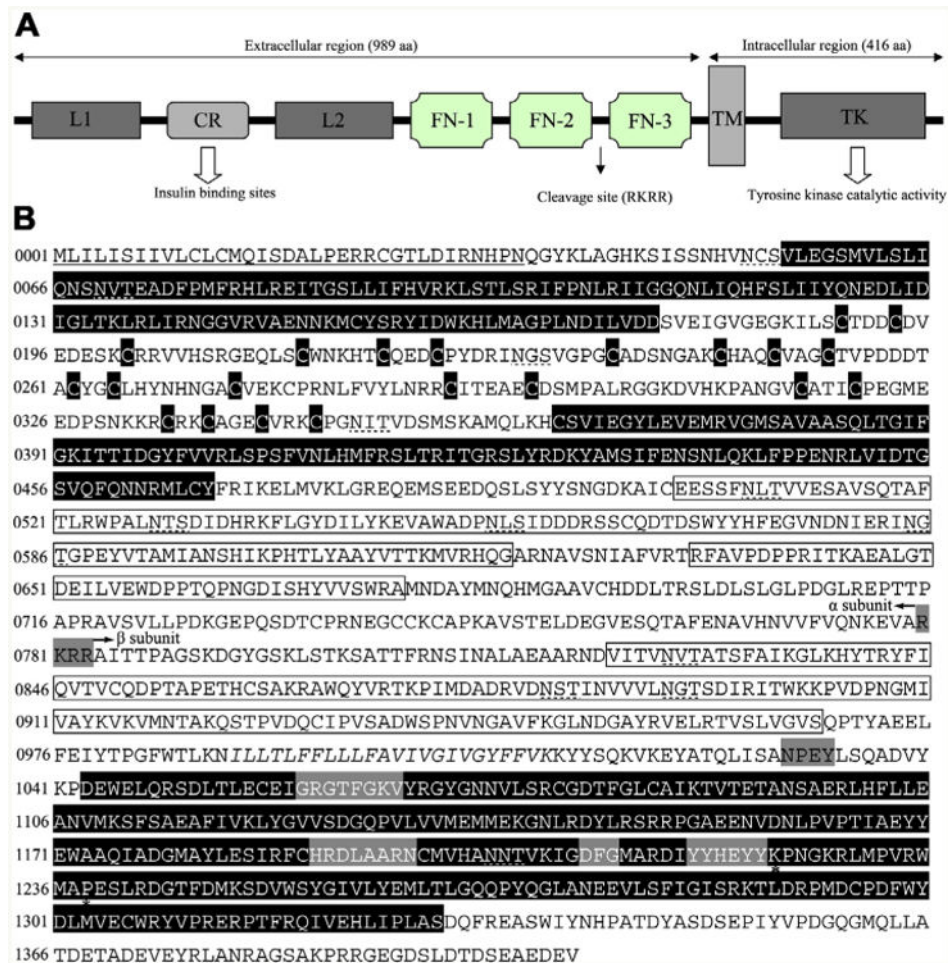 A
Extracellular region (989 aa)
Intracellular region (416 aa)
L1
CR
L2
FN-1
FN-2
FN-3
TM
TK
Insulin binding sites
Cleavage site (RKRR)
Tyrosine kinase catalytic activity
B
0001 MLILISIIVLCLCMQISDALPERRCGTLDIRNHPNQGYKLAGHKSISSNHVNCSVLEGSMVLSLI
0066 QNSNVTEADFPMFRHLREITGSLLIFHVRKLSTLSRIFPNLRIIGGQNLIQHFSLIIYQNEDLID
0131 IGLTKLRLIRNGGVRVAENNKMCYSRYIDWKHLMAGPLNDILVDDSVEIGVGEGKILSCTDDCDV
0196 EDESKCRRVVHSRGEQLSCWNKHTCQEDCPYDRINGSVGPGCADSNGAKCHAQCVAGCTVPDDDT
0261 ACYGCLHYNHNGACVEKCPRNLFVYLNRRCITEAECDSMPALRGGKDVHKPANGVCATICPEGME
0326 EDPSNKKRCRKCAGECVRKCPGNITVDSMSKAMQLKHCSVIEGYLEVEMRVGMSAVAASQLTGIF
0391 GKITTIDGYFVVRLSPSFVNLHMFRSLTRITGRSLYRDKYAMSIFENSNLQKLFPPENRLVIDTG
0456 SVQFQNNRMLCYFRIKELMVKLGREQEMSEEDQSLSYYSNGDKAICEESSFNLTVVESAVSQTAF
0521 TLRWPALNTSDIDHRKFLGYDILYKEVAWADPNLSIDDDRSSCQDTDSWYYHFEGVNDNIERING
0586 TGPEYVTAMIANSHIKPHTLYAAYVTTKMVRHQGARNAVSNIAFVRTRFAVPDPPRITKAEALGT
0651 DEILVEWDPPTQPNGDISHYVVSWRAMNDAYMNQHMGAAVCHDDLTRSLDLSLGLPDGLREPTTP
0716 APRAVSVLLPDKGEPQSDTCPRNEGCCKCAPKAVSTELDEGVESQTAFENAVHNVVFVQNKEVAR
α subunit
β subunit
0781 KRRAITTPAGSKDGYGSKLSTKSATTFRNSINALAEAARNDVITVNVTATSFAIKGLKHYTRYFI
0846 QVTVCQDPTAPETHCSAKRAWQYVRTKPIMDADRVDNSTINVVVLNGTSDIRITWKKPVDPNGMI
0911 VAYKVKVMNTAKQSTPVDQCIPVSADWSPNVNGAVFKGLNDGAYRVELRTVSLVGVSQPTYAEEL
0976 FEIYTPGFWTLKNILLTLFFLLLFAVIVGIVGYFFVKKYYSQKVKEYATQLISANPEYLSQADVY
1041 KPDEWELQRSDLTLECEIGRGTFGKVYRGYGNNVLSRCGDTFGLCAIKTVTETANSAERLHFLLE
1106 ANVMKSFSAEAFIVKLYGVVSDGQPVLVVMEMMEKGNLRDYLRSRRPGAEENVDNLPVPTIAEYY
1171 EWAAQIADGMAYLESIRFCHRDLAARNCMVHANNTVKIGDFGMARDIYYHEYYKPNGKRLMPVRW
*
1236 MAPESLRDGTFDMKSDVWSYGIVLYEMLTLGQQPYQGLANEEVLSFIGISRKTLDRPMDCPDFWY
*
1301 DLMVECWRYVPRERPTFRQIVEHLIPLASDQFREASWIYNHPATDYASDSEPIYVPDGQGMQLLA
1366 TDETADEVEYRLANRAGSAKPRRGEGDSLDTDSEAEDEV